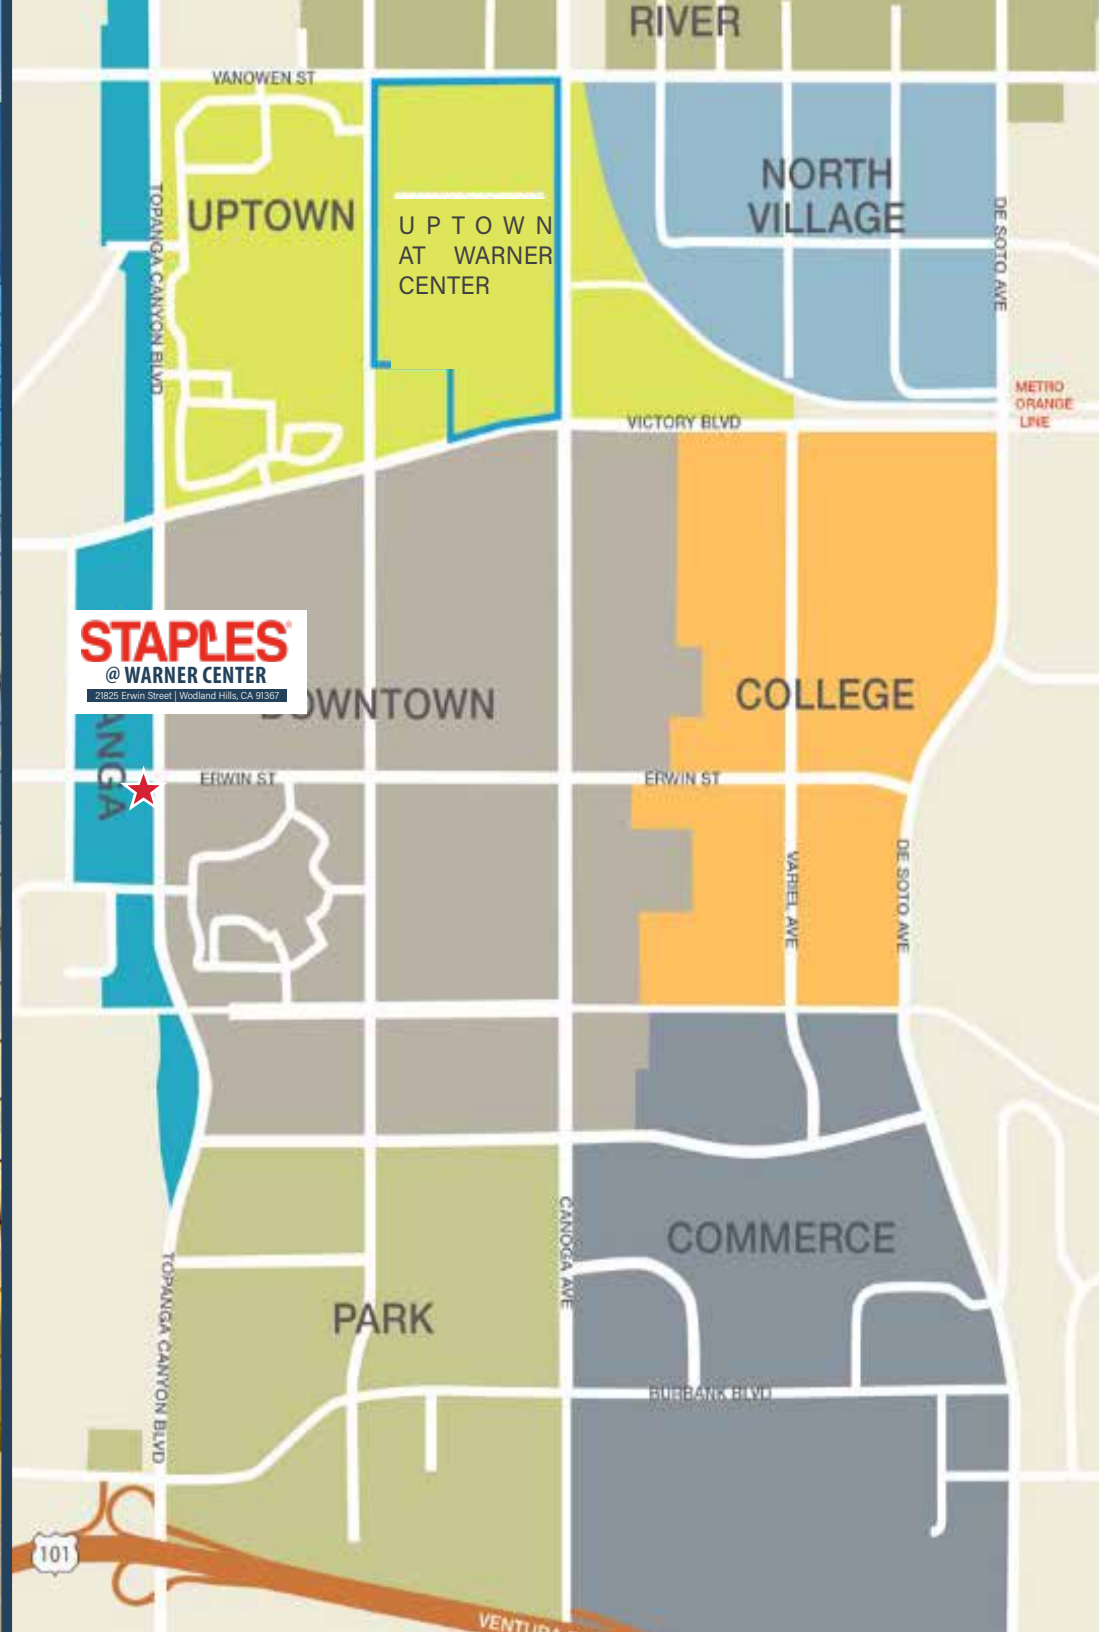 RIVER
VANOWEN ST
NORTH
VILLAGE
UPTOWN
UPTOWN
AT WARNER
CENTER
TOPANGA CANYON BLVD
DE SOTO AVE
METRO
ORANGE
LINE
VICTORY BLVD
STAPLES®
@ WARNER CENTER
21825 Erwin Street | Wodland Hills, CA 91367
DOWNTOWN
COLLEGE
ANGA
ERWIN ST
ERWIN ST
VARIEL AVE
DE SOTO AVE
CANOGA AVE
COMMERCE
TOPANGA CANYON BLVD
PARK
BURBANK BLVD
101
VENTURA